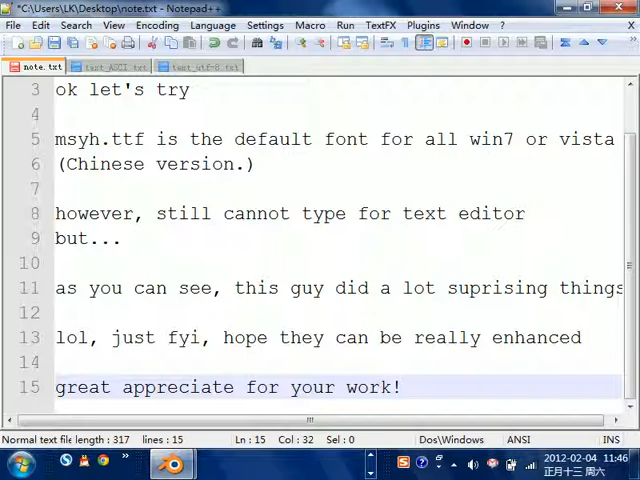 *C:\Users\LK\Desktop\note.txt - Notepad++
File Edit Search View Encoding Language Settings Macro Run TextFX Plugins Window ?
note.txt text_ASCI.txt text_utf-8.txt
3 ok let's try
4
5 msyh.ttf is the default font for all win7 or vista
6 (Chinese version.)
7
8 however, still cannot type for text editor
9 but...
10
11 as you can see, this guy did a lot suprising things
12
13 lol, just fyi, hope they can be really enhanced
14
15 great appreciate for your work!
Normal text file length : 317 lines : 15 Ln : 15 Col : 32 Sel : 0 Dos\Windows ANSI INS
11:46
2012-02-04
正月十三 周六